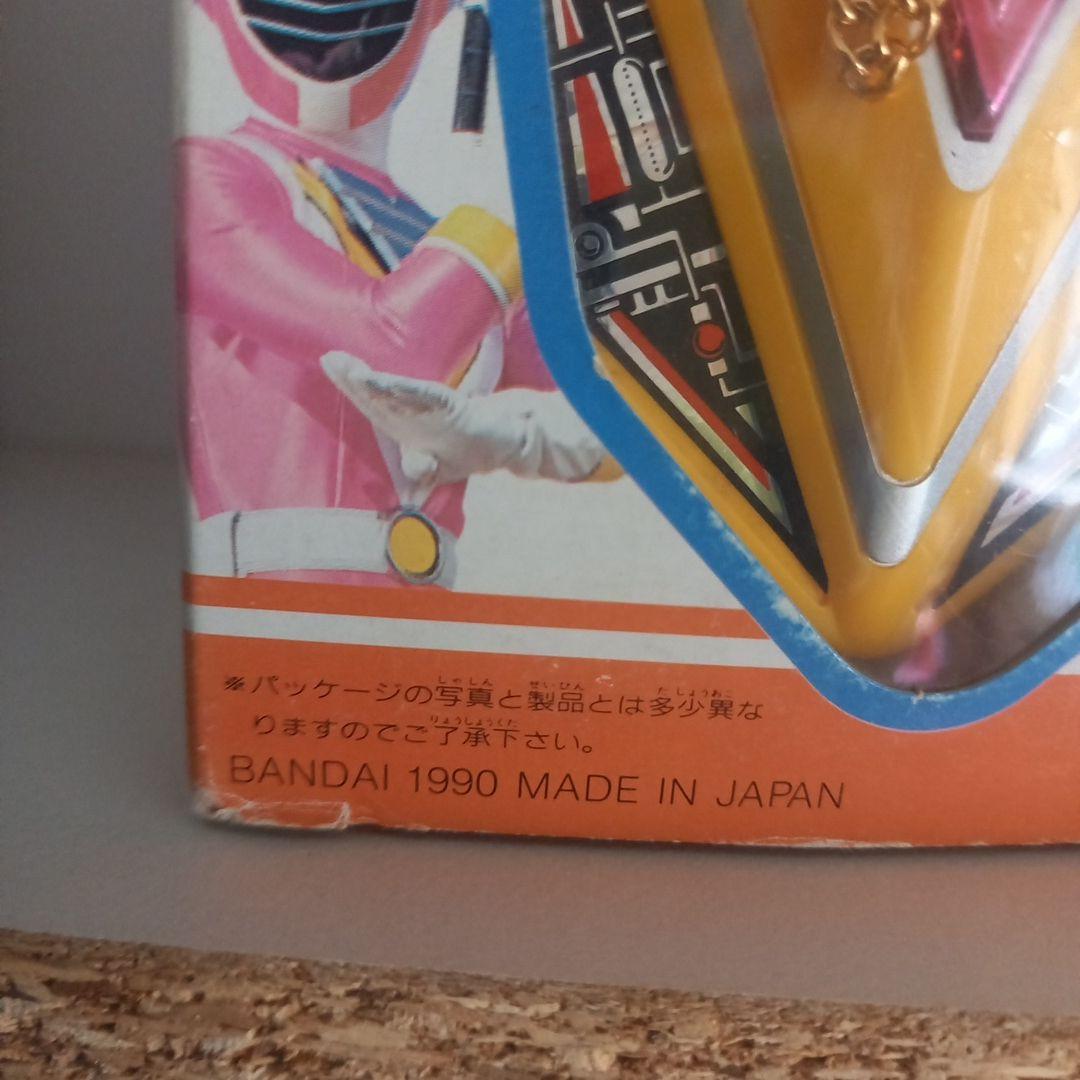 ※パッケージの写真と製品とは多少異な
りますのでご了承下さい。
BANDAI 1990 MADE IN JAPAN